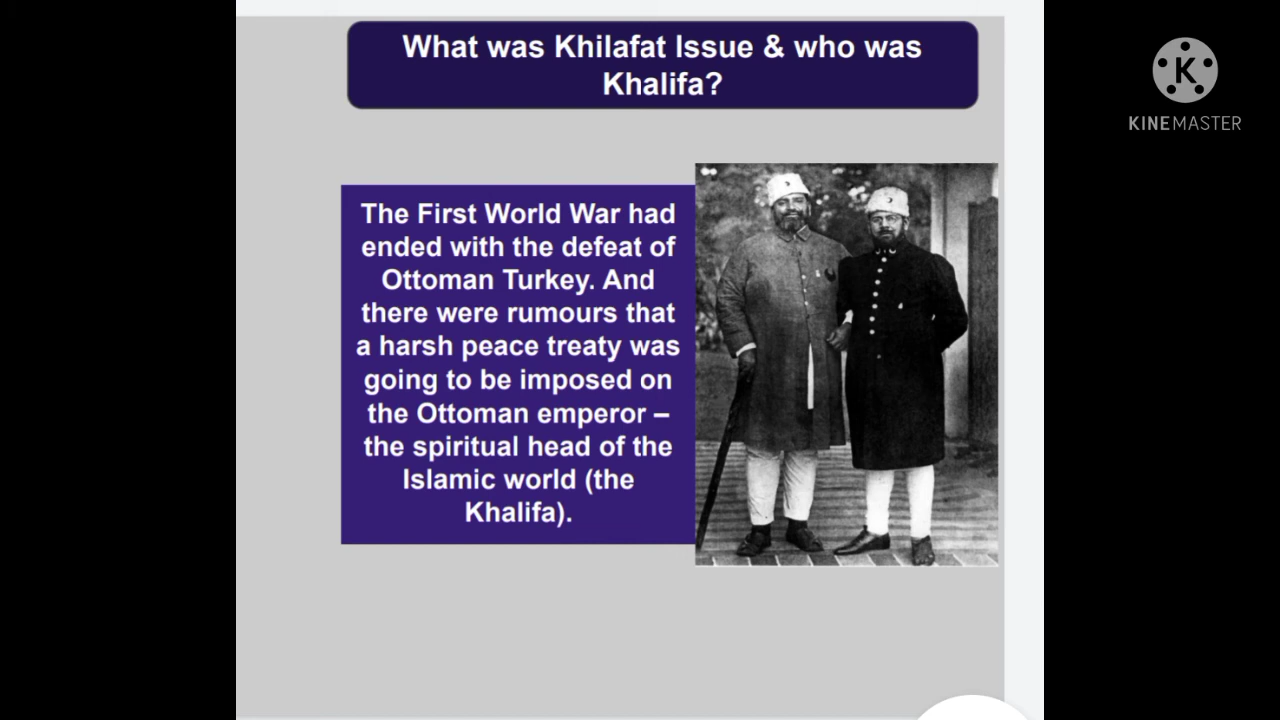 What was Khilafat Issue & who was
Khalifa?
K
KINEMASTER
The First World War had
ended with the defeat of
Ottoman Turkey. And
there were rumours that
a harsh peace treaty was
going to be imposed on
the Ottoman emperor –
the spiritual head of the
Islamic world (the
Khalifa).